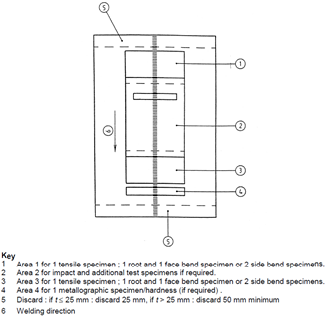 5
1
2
6
3
4
5
Key
1 Area 1 for 1 tensile specimen ; 1 root and 1 face bend specimen or 2 side bend specimens.
2 Area 2 for impact and additional test specimens if required.
3 Area 3 for 1 tensile specimen ; 1 root and 1 face bend specimen or 2 side bend specimens.
4 Area 4 for 1 metallographic specimen/hardness (if required) .
5 Discard : if t ≤ 25 mm : discard 25 mm, if t > 25 mm : discard 50 mm minimum
6 Welding direction